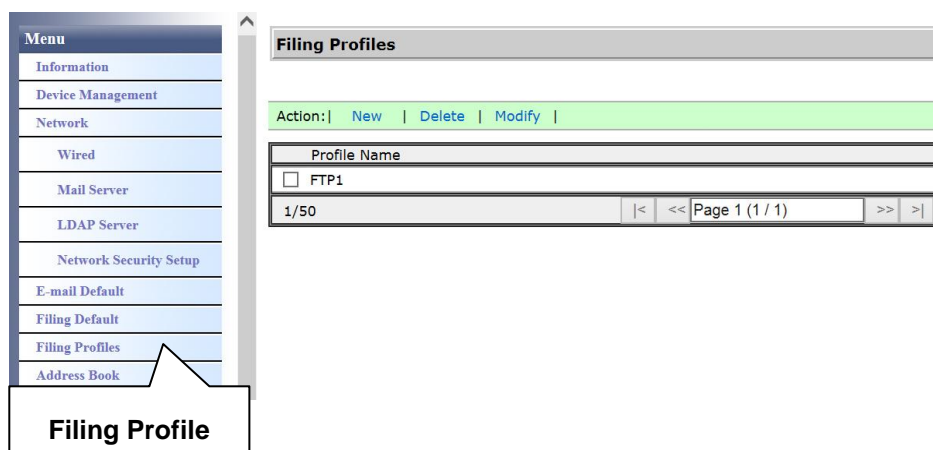 Menu
Information
Device Management
Network
Wired
Mail Server
LDAP Server
Network Security Setup
E-mail Default
Filing Default
Filing Profiles
Address Book
Filing Profile
Filing Profiles
Action:| New | Delete | Modify |
Profile Name
FTP1
1/50 |< << Page 1 (1 / 1) >> >|